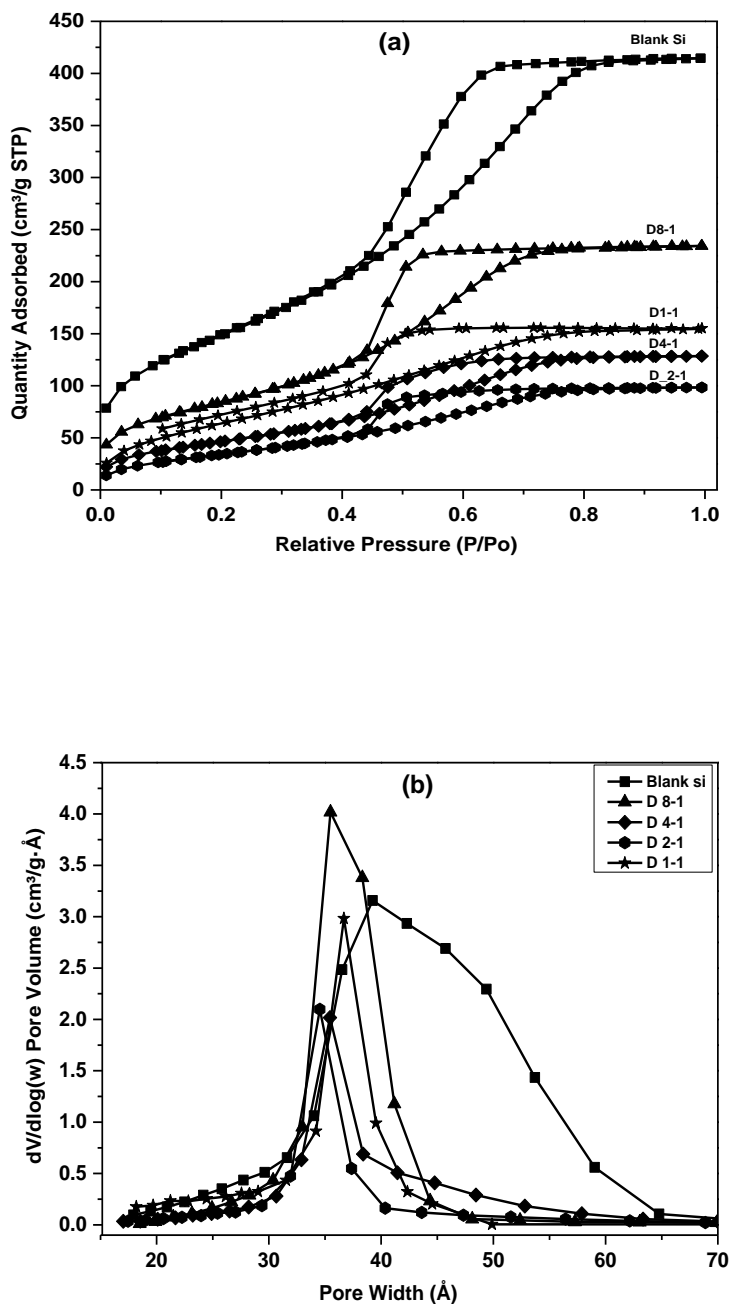 (a)
Blank Si
D8-1
D1-1
D4-1
D_2-1
450
400
350
300
250
200
150
100
50
0
0.0 0.2 0.4 0.6 0.8 1.0
Quantity Adsorbed (cm³/g STP)
Relative Pressure (P/Po)
(b)
Blank si
D 8-1
D 4-1
D 2-1
D 1-1
4.5
4.0
3.5
3.0
2.5
2.0
1.5
1.0
0.5
0.0
20 30 40 50 60 70
dV/dlog(w) Pore Volume (cm³/g·Å)
Pore Width (Å)